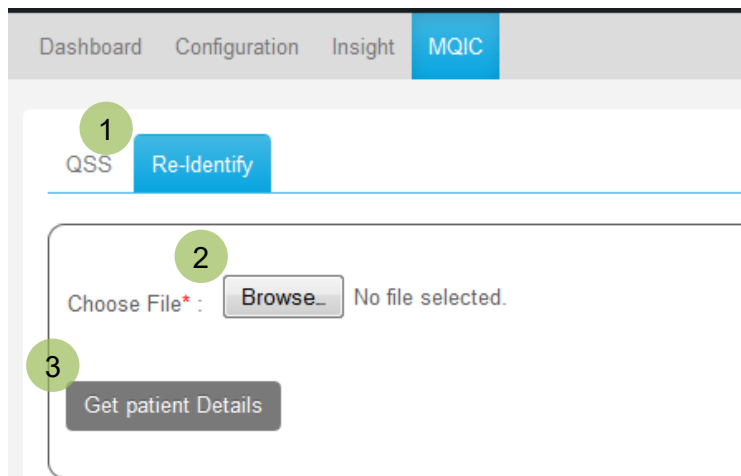 Dashboard Configuration Insight MQIC
1
QSS Re-Identify
2
Choose File* : Browse... No file selected.
3
Get patient Details